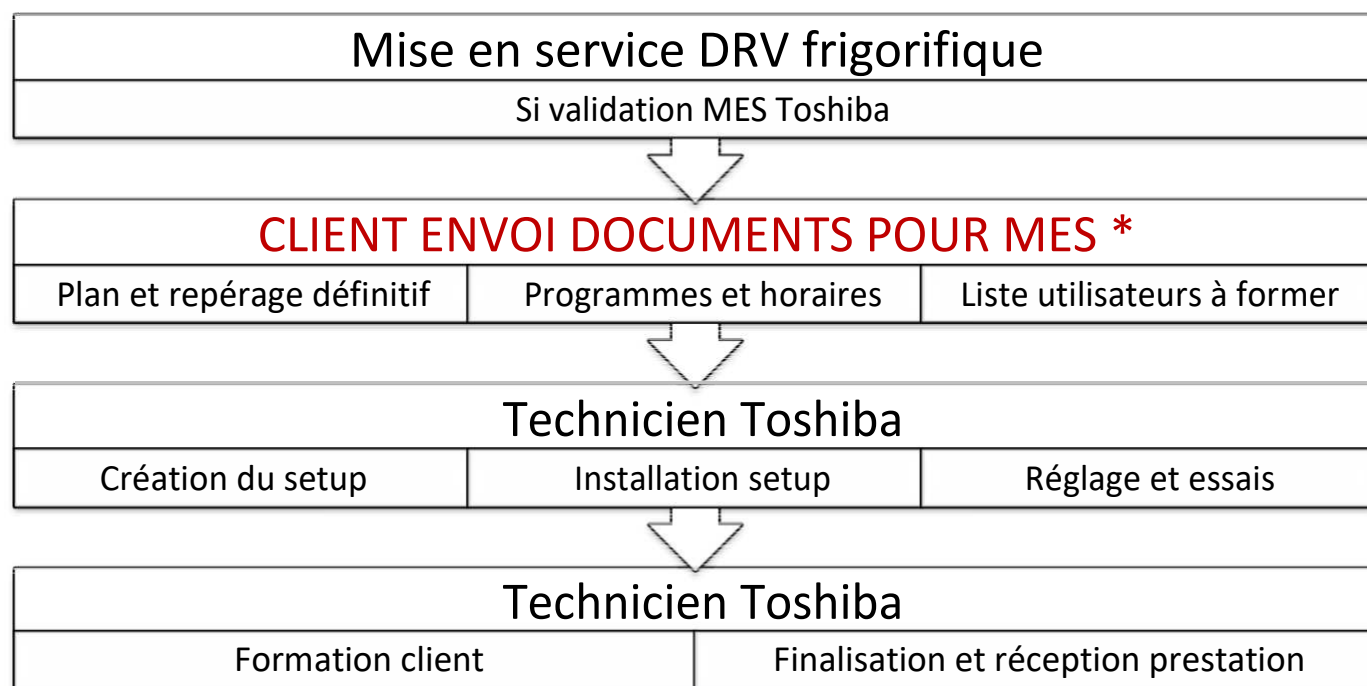 Mise en service DRV frigorifique
Si validation MES Toshiba
CLIENT ENVOI DOCUMENTS POUR MES *
Plan et repérage définitif
Programmes et horaires
Liste utilisateurs à former
Technicien Toshiba
Création du setup
Installation setup
Réglage et essais
Technicien Toshiba
Formation client
Finalisation et réception prestation